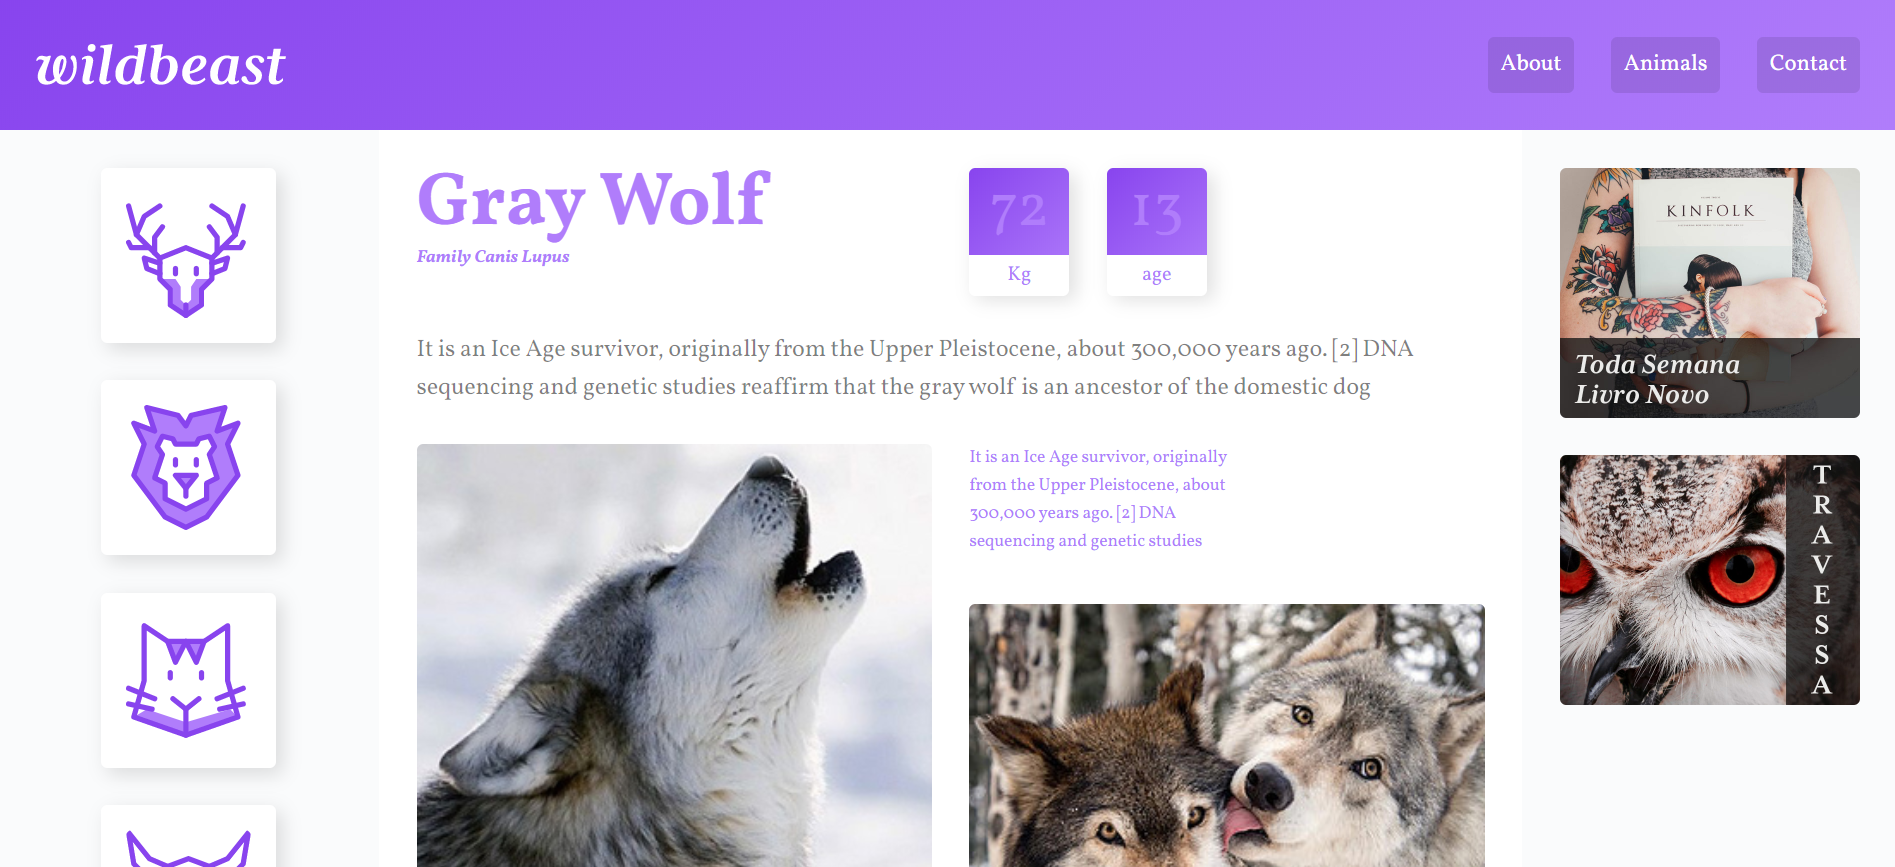 wildbeast
About
Animals
Contact
Gray Wolf
Family Canis Lupus
72
Kg
13
age
It is an Ice Age survivor, originally from the Upper Pleistocene, about 300,000 years ago. [2] DNA
sequencing and genetic studies reaffirm that the gray wolf is an ancestor of the domestic dog
It is an Ice Age survivor, originally
from the Upper Pleistocene, about
300,000 years ago. [2] DNA
sequencing and genetic studies
KINFOLK
Toda Semana
Livro Novo
TRAVESSA